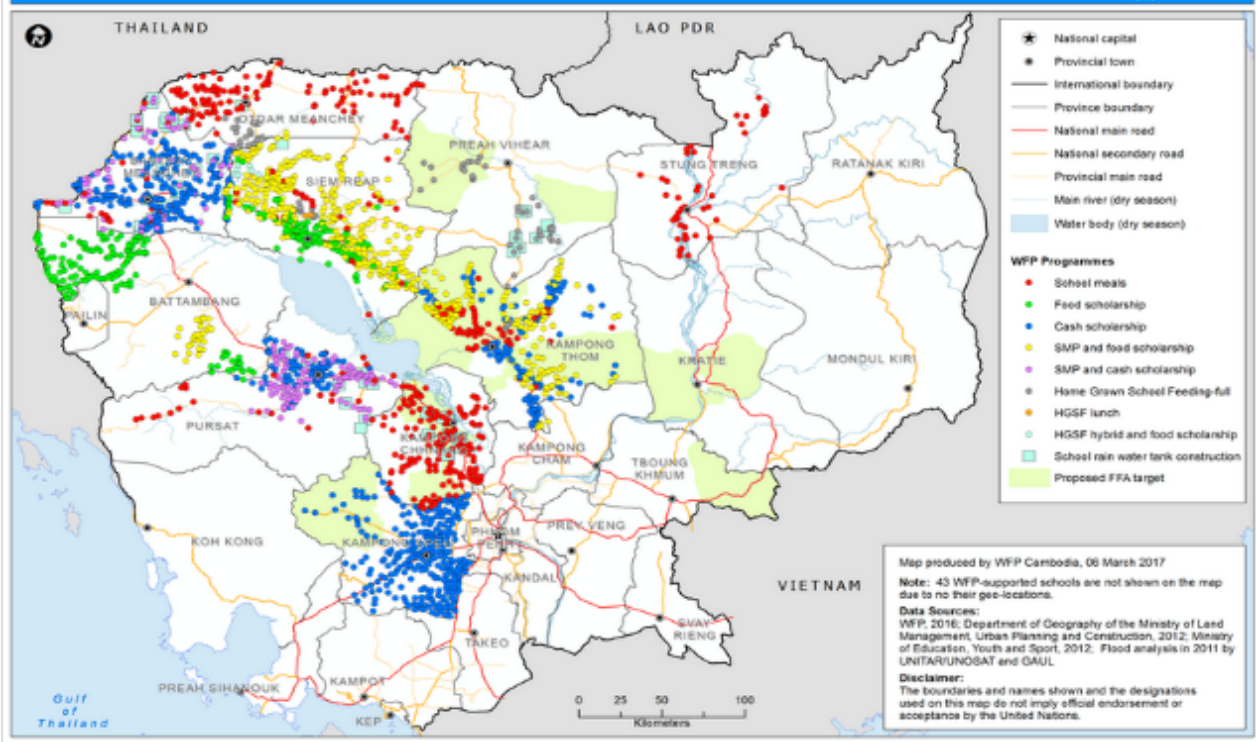 THAILAND
LAO PDR
National capital
Provincial town
International boundary
Province boundary
National main road
National secondary road
Provincial main road
Main river (dry season)
Water body (dry season)
WFP Programmes
School meals
Food scholarship
Cash scholarship
SMP and food scholarship
SMP and cash scholarship
Home Grown School Feeding-full
HGSF lunch
HGSF hybrid and food scholarship
School rain water tank construction
Proposed FFA target
N
ODDAR MEANCHEY
PREAH VIHEAR
STUNG TRENG
RATANAK KIRI
SIEM REAP
BATTAMBANG
PAILIN
KAMPONG
THOM
KRATIE
MONDUL KIRI
PURSAT
KAMPONG
CHAM
TBOUNG
KHMUM
KOH KONG
PREY VENG
KANDAL
SVAY
RIENG
TAKEO
VIETNAM
PREAH SIHANOUK
KAMPOT
KEP
Gulf
of
Thailand
0 25 50 100
Kilometers
Map produced by WFP Cambodia, 06 March 2017
Note: 43 WFP-supported schools are not shown on the map
due to no their geo-locations.
Data Sources:
WFP, 2016; Department of Geography of the Ministry of Land
Management, Urban Planning and Construction, 2012; Ministry
of Education, Youth and Sport, 2012; Flood analysis in 2011 by
UNITAR/UNOSAT and GAUL
Disclaimer:
The boundaries and names shown and the designations
used on this map do not imply official endorsement or
acceptance by the United Nations.